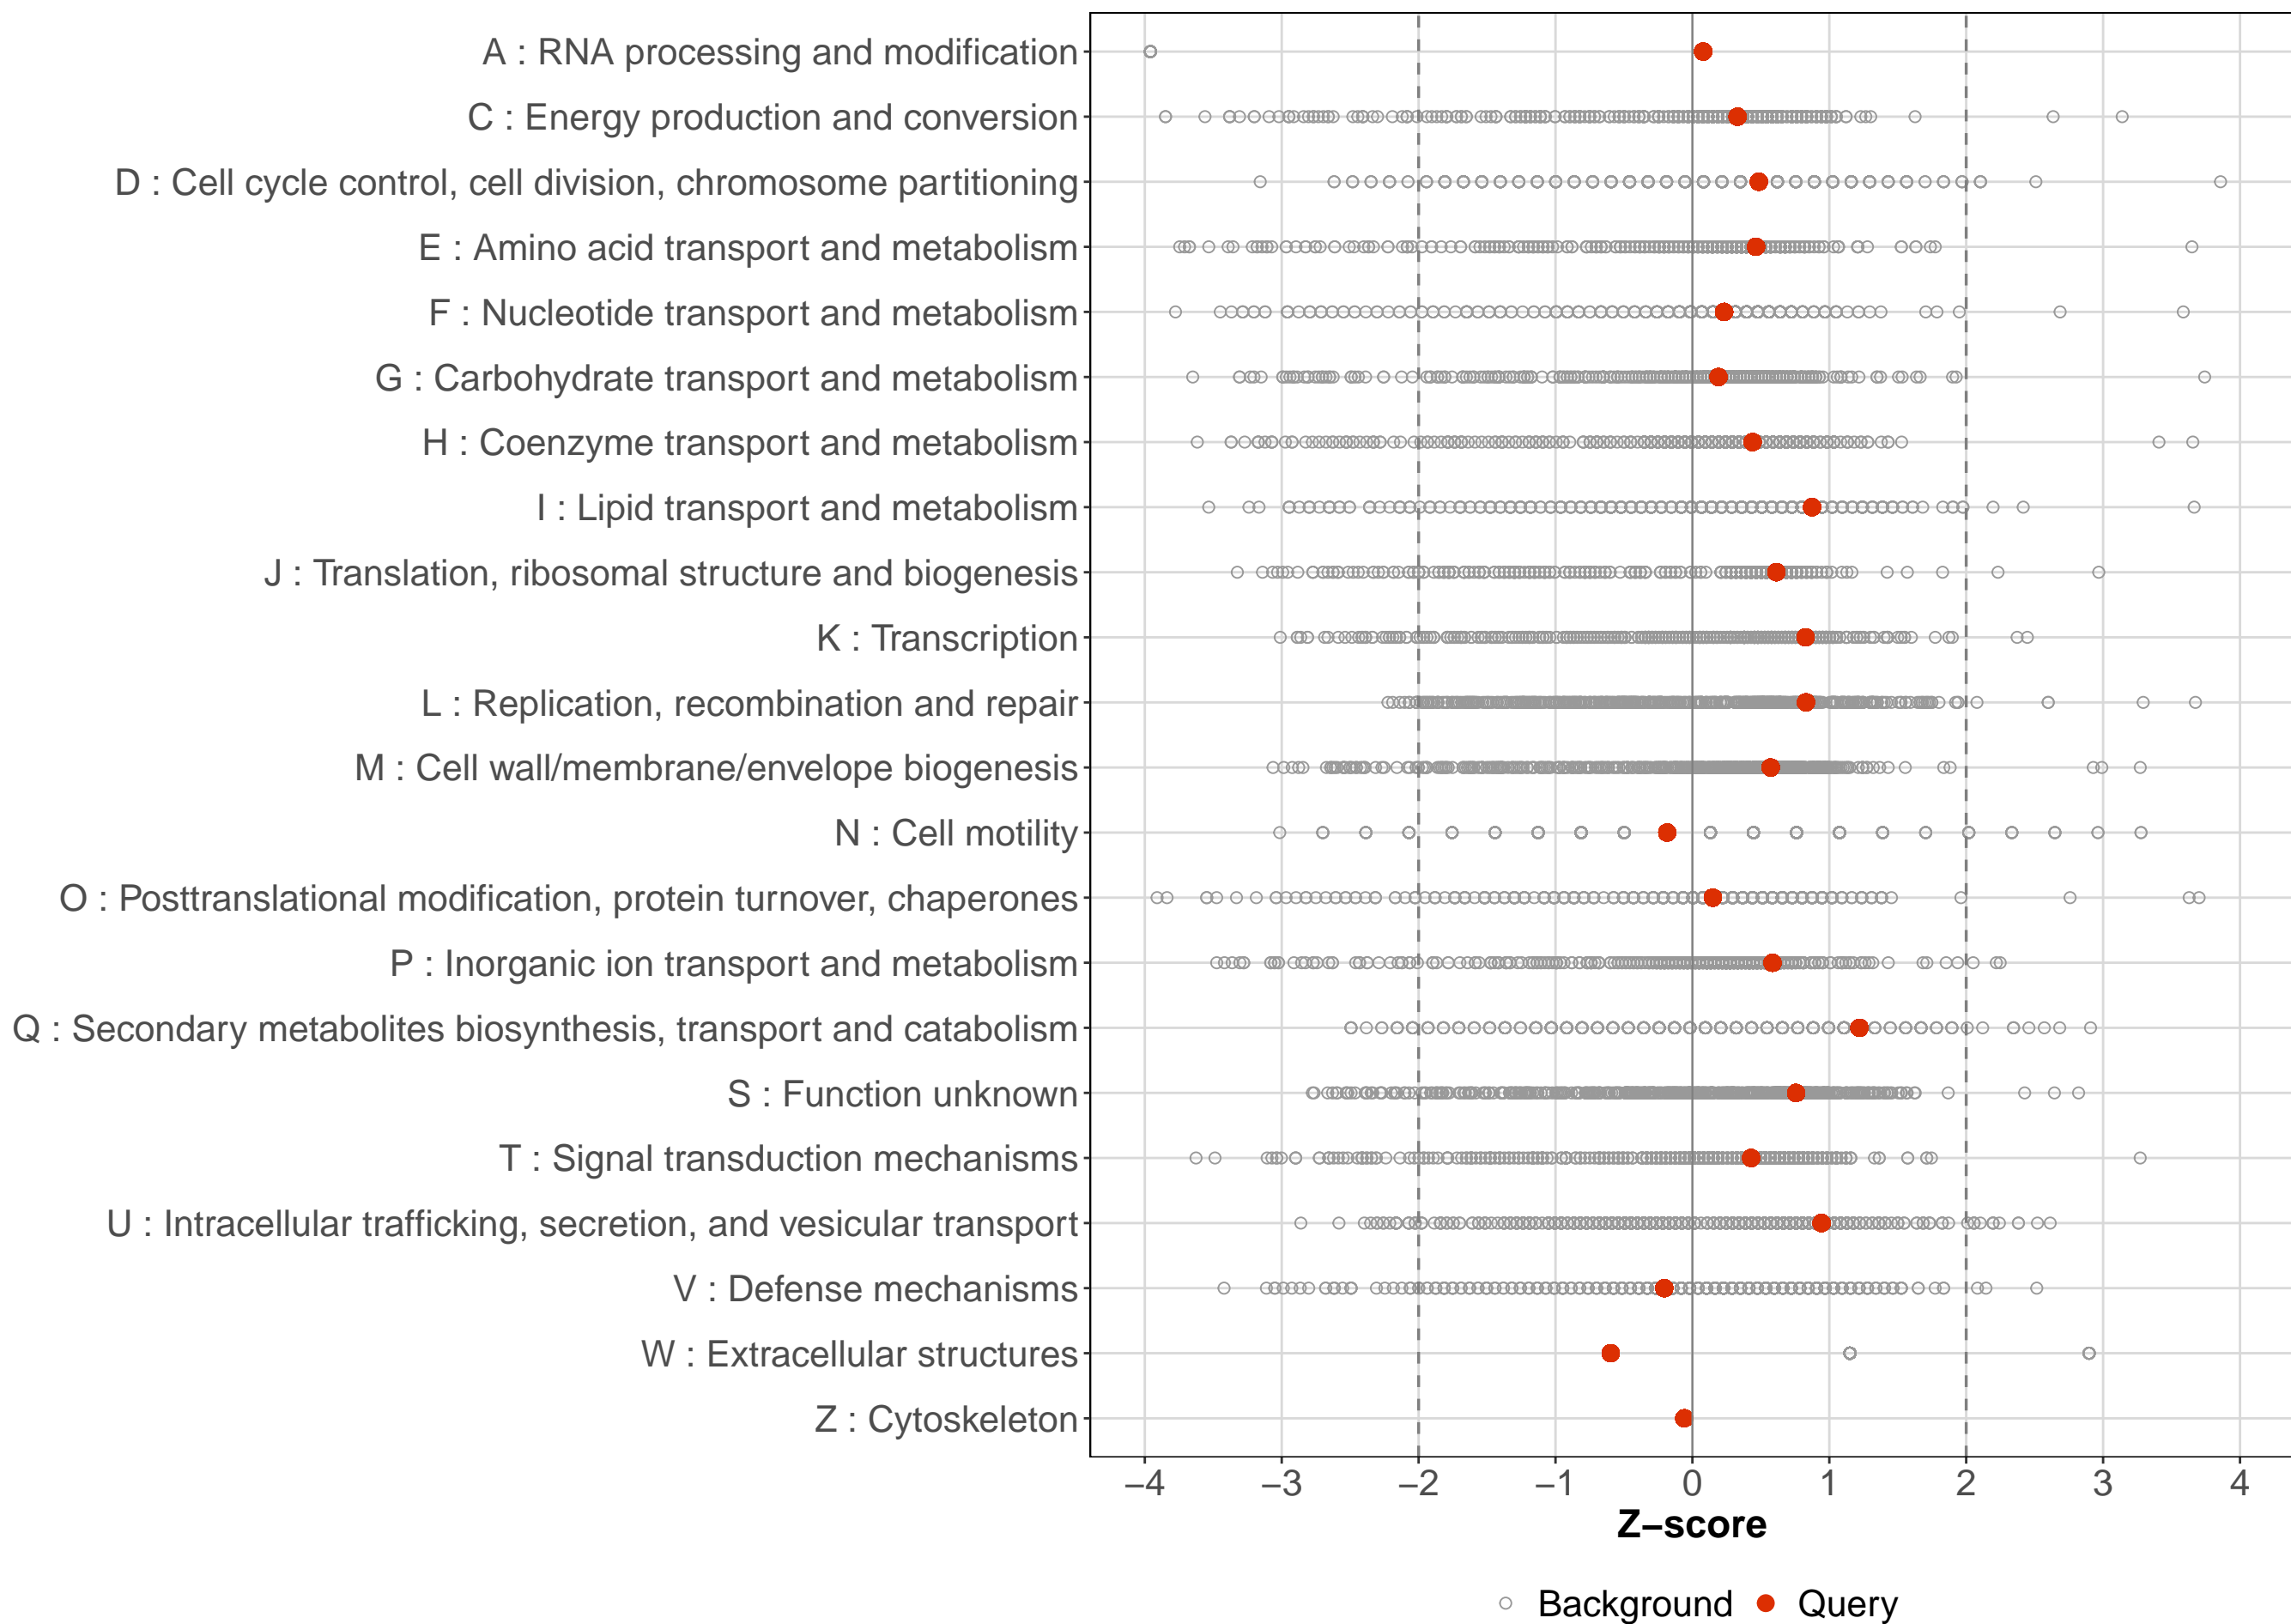 A : RNA processing and modification
C : Energy production and conversion
D : Cell cycle control, cell division, chromosome partitioning
E : Amino acid transport and metabolism
F : Nucleotide transport and metabolism
G : Carbohydrate transport and metabolism
H : Coenzyme transport and metabolism
I : Lipid transport and metabolism
J : Translation, ribosomal structure and biogenesis
K : Transcription
L : Replication, recombination and repair
M : Cell wall/membrane/envelope biogenesis
N : Cell motility
O : Posttranslational modification, protein turnover, chaperones
P : Inorganic ion transport and metabolism
Q : Secondary metabolites biosynthesis, transport and catabolism
S : Function unknown
T : Signal transduction mechanisms
U : Intracellular trafficking, secretion, and vesicular transport
V : Defense mechanisms
W : Extracellular structures
Z : Cytoskeleton
−4 −3 −2 −1 0 1 2 3 4
Z−score
Background Query